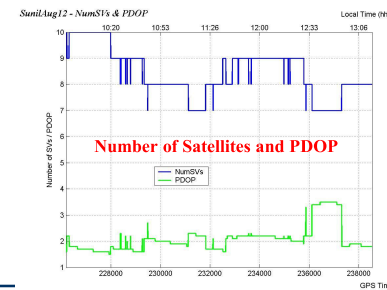 SunilAug12 - NumSVs & PDOP
Local Time (hh
10:20 10:53 11:26 12:00 12:33 13:06
10
9
8
7
6
5
4
3
2
1
Number of SVs / PDOP
Number of Satellites and PDOP
NumSVs
PDOP
228000 230000 232000 234000 236000 238000
GPS Tim